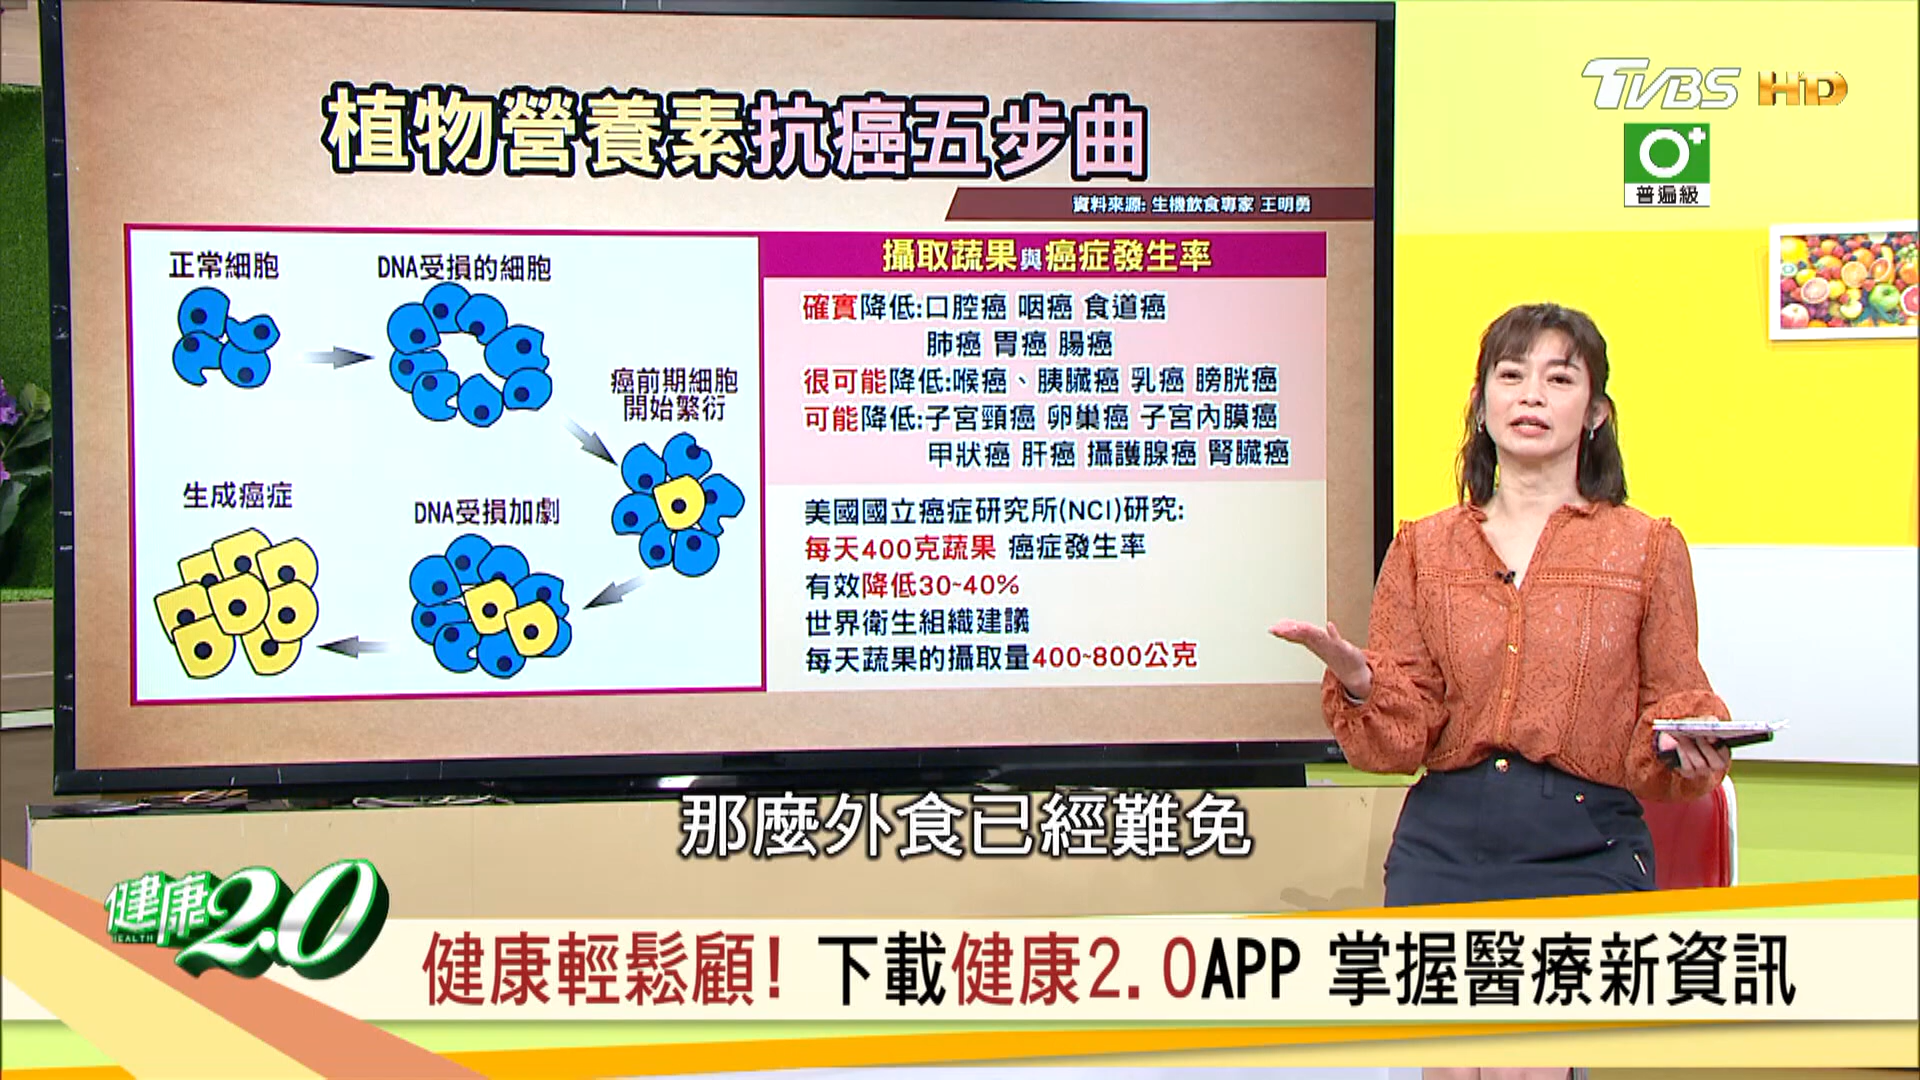 植物營養素抗癌五步曲
TVBS HD
普遍級
資料來源: 生機飲食專家 王明勇
正常細胞
DNA受損的細胞
癌前期細胞
開始繁衍
DNA受損加劇
生成癌症
攝取蔬果與癌症發生率
確實降低:口腔癌 咽癌 食道癌
肺癌 胃癌 腸癌
很可能降低:喉癌、胰臟癌 乳癌 膀胱癌
可能降低:子宮頸癌 卵巢癌 子宮內膜癌
甲狀癌 肝癌 攝護腺癌 腎臟癌
美國國立癌症研究所(NCI)研究:
每天400克蔬果 癌症發生率
有效降低30~40%
世界衛生組織建議
每天蔬果的攝取量400~800公克
那麼外食已經難免
健康2.0
HEALTH
健康輕鬆顧! 下載健康2.0APP 掌握醫療新資訊